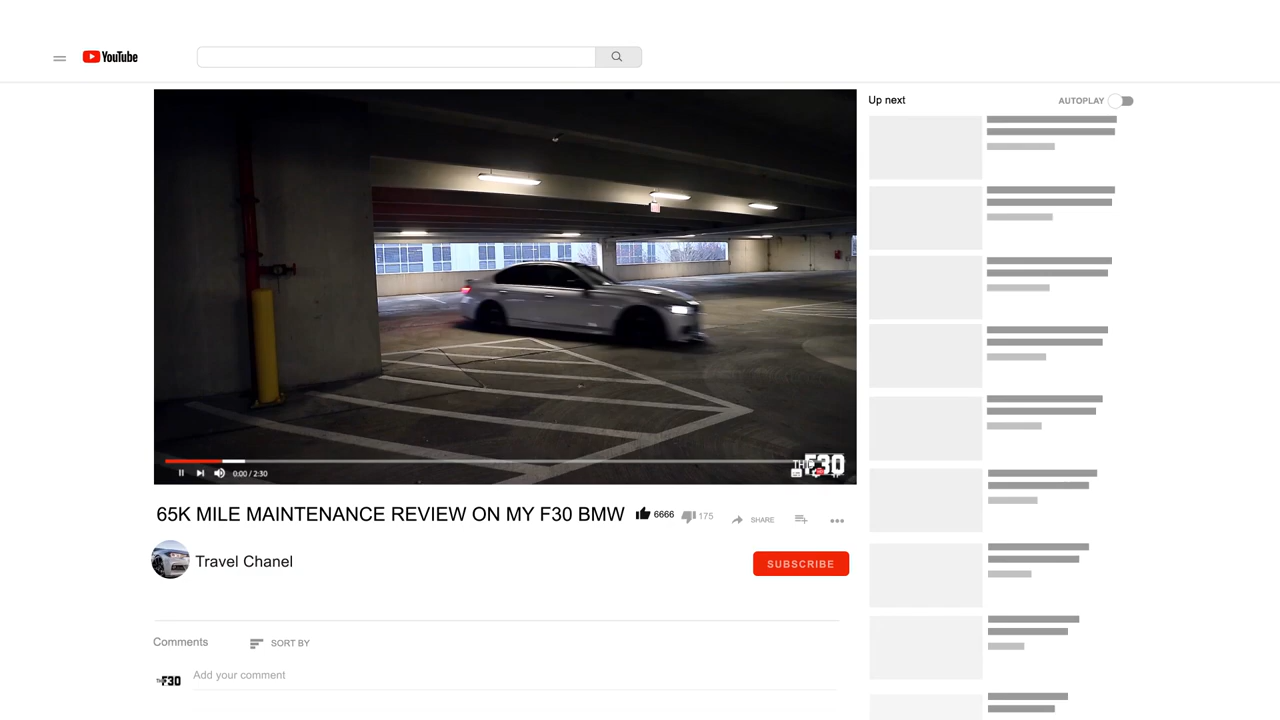 YouTube
Up next
AUTOPLAY
F30
0:00 / 2:30
65K MILE MAINTENANCE REVIEW ON MY F30 BMW
6666
175
SHARE
Travel Chanel
SUBSCRIBE
Comments
SORT BY
F30
Add your comment